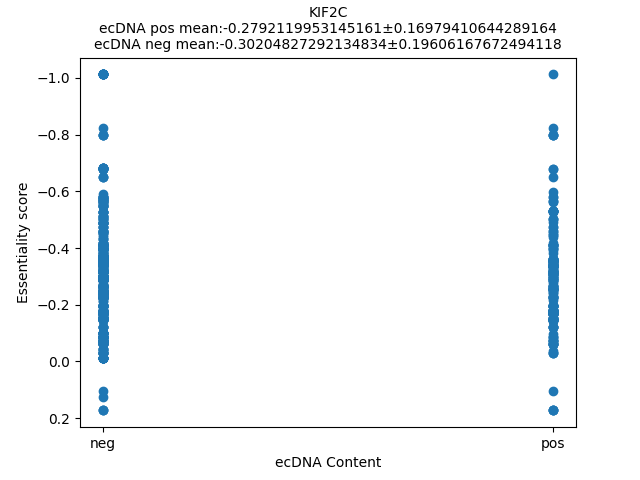 KIF2C
ecDNA pos mean:-0.2792119953145161±0.16979410644289164
ecDNA neg mean:-0.30204827292134834±0.19606167672494118
−1.0
−0.8
−0.6
−0.4
−0.2
0.0
0.2
Essentiality score
neg
pos
ecDNA Content